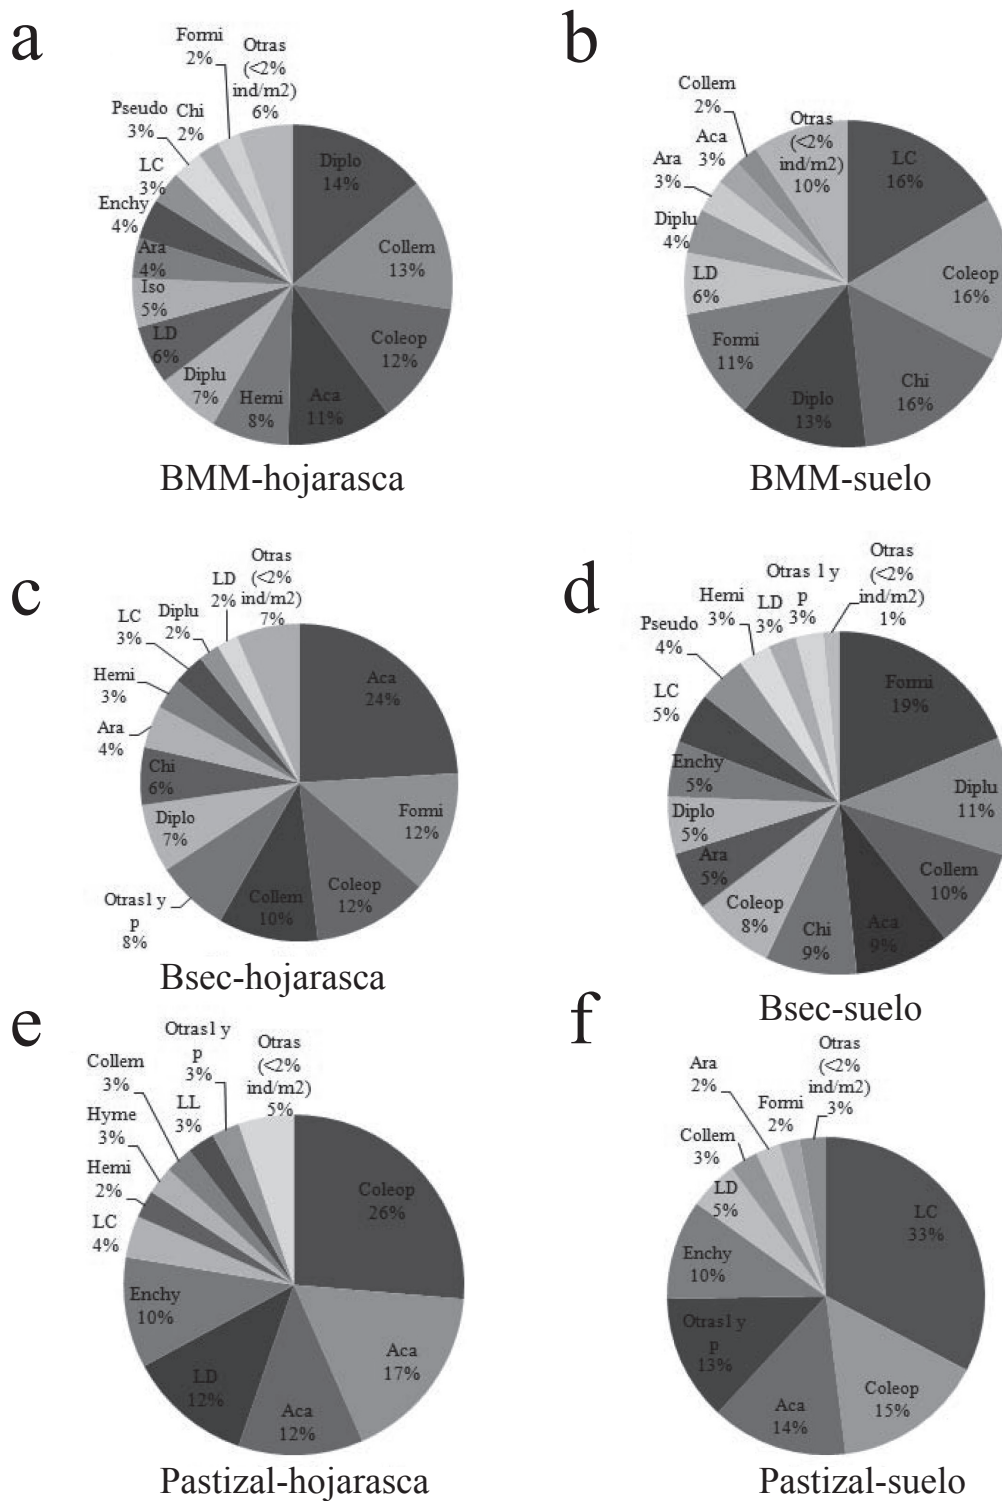 a
Formi
2%
Otras
(<2%
ind/m2)
6%
Pseudo
3%
Chi
2%
LC
3%
Enchy
4%
Ara
4%
Iso
5%
LD
6%
Diplu
7%
Hemi
8%
Aca
11%
Coleop
12%
Collem
13%
Diplo
14%
BMM-hojarasca
b
Collem
2%
Otras
(<2%
ind/m2)
10%
Aca
3%
Ara
3%
Diplu
4%
LD
6%
Formi
11%
Diplo
13%
Chi
16%
Coleop
16%
LC
16%
BMM-suelo
c
Otras
(<2%
ind/m2)
7%
LD
2%
Diplu
2%
LC
3%
Hemi
3%
Ara
4%
Chi
6%
Diplo
7%
Otras l y
p
8%
Collem
10%
Coleop
12%
Formi
12%
Aca
24%
Bsec-hojarasca
d
Otras
(<2%
ind/m2)
1%
Otras l y
p
3%
LD
3%
Hemi
3%
Pseudo
4%
LC
5%
Enchy
5%
Diplo
5%
Ara
5%
Coleop
8%
Chi
9%
Aca
9%
Collem
10%
Diplu
11%
Formi
19%
Bsec-suelo
e
Otras l y
p
3%
Otras
(<2%
ind/m2)
5%
Collem
3%
LL
3%
Hyme
3%
Hemi
2%
LC
4%
Enchy
10%
LD
12%
Aca
12%
Aca
17%
Coleop
26%
Pastizal-hojarasca
f
Otras
(<2%
ind/m2)
3%
Ara
2%
Formi
2%
Collem
3%
LD
5%
Enchy
10%
Otras l y
p
13%
Aca
14%
Coleop
15%
LC
33%
Pastizal-suelo